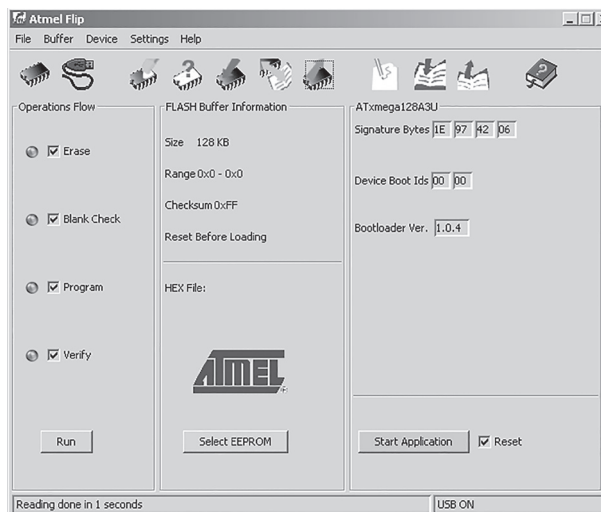 Atmel Flip
File Buffer Device Settings Help
Operations Flow
Erase
Blank Check
Program
Verify
Run
FLASH Buffer Information
Size 128 KB
Range 0x0 - 0x0
Checksum 0xFF
Reset Before Loading
HEX File:
ATMEL
Select EEPROM
ATxmega128A3U
Signature Bytes 1E 97 42 06
Device Boot Ids 00 00
Bootloader Ver. 1.0.4
Start Application Reset
Reading done in 1 seconds
USB ON